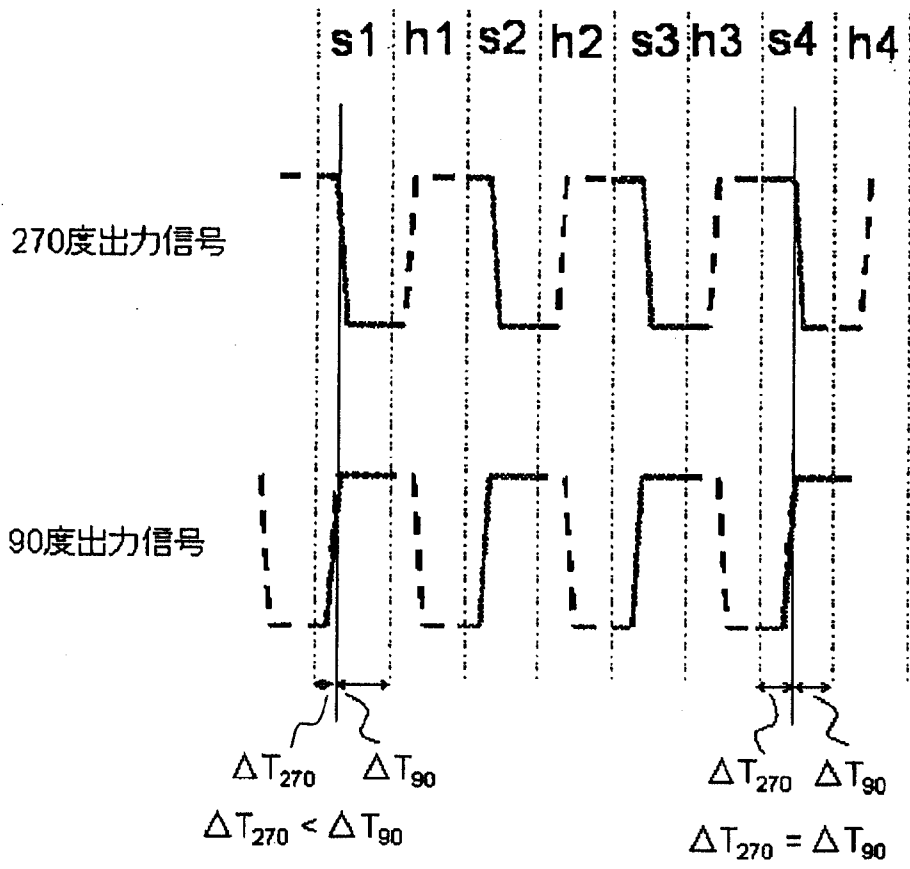 s1 h1 s2 h2 s3 h3 s4 h4
270度出力信号
90度出力信号
ΔT270 ΔT90 ΔT270 ΔT90
ΔT270 < ΔT90
ΔT270 = ΔT90